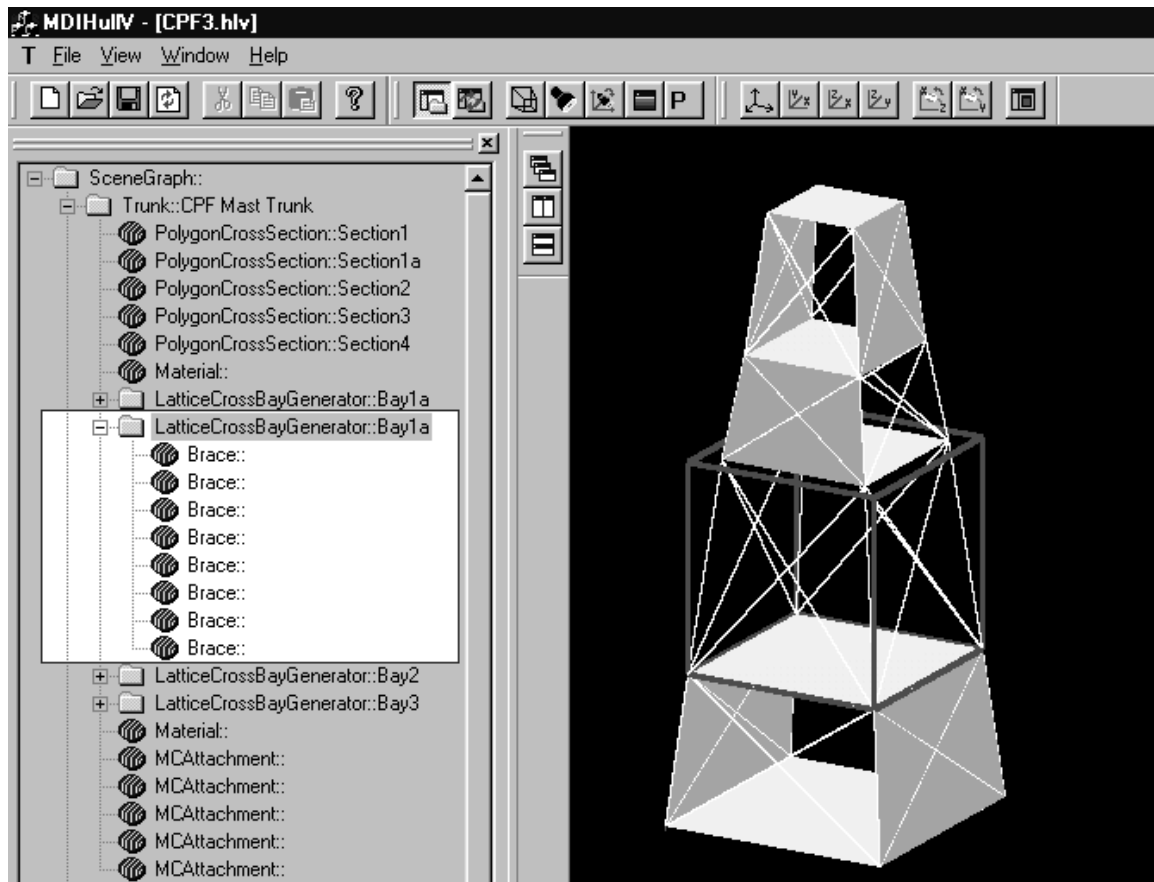 MDIHullV - [CPF3.hlv]
T File View Window Help
? P Y x Z x Z y X z X y
SceneGraph::
Trunk::CPF Mast Trunk
PolygonCrossSection::Section1
PolygonCrossSection::Section1a
PolygonCrossSection::Section2
PolygonCrossSection::Section3
PolygonCrossSection::Section4
Material::
LatticeCrossBayGenerator::Bay1a
LatticeCrossBayGenerator::Bay1a
Brace::
Brace::
Brace::
Brace::
Brace::
Brace::
Brace::
Brace::
LatticeCrossBayGenerator::Bay2
LatticeCrossBayGenerator::Bay3
Material::
MCAttachment::
MCAttachment::
MCAttachment::
MCAttachment::
MCAttachment::